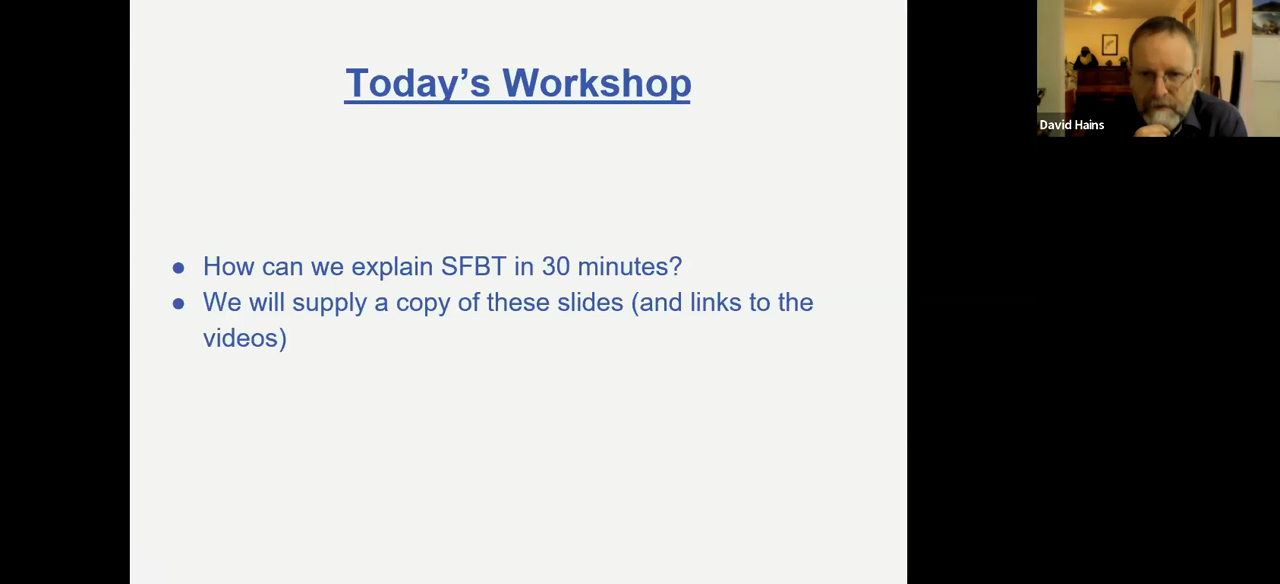 Today’s Workshop
● How can we explain SFBT in 30 minutes?
● We will supply a copy of these slides (and links to the
videos)
David Hains